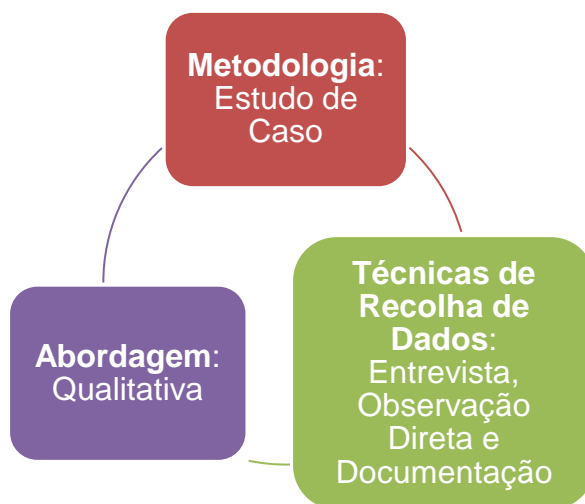 Metodologia:
Estudo de
Caso
Técnicas de
Recolha de
Dados:
Entrevista,
Observação
Direta e
Documentação
Abordagem:
Qualitativa